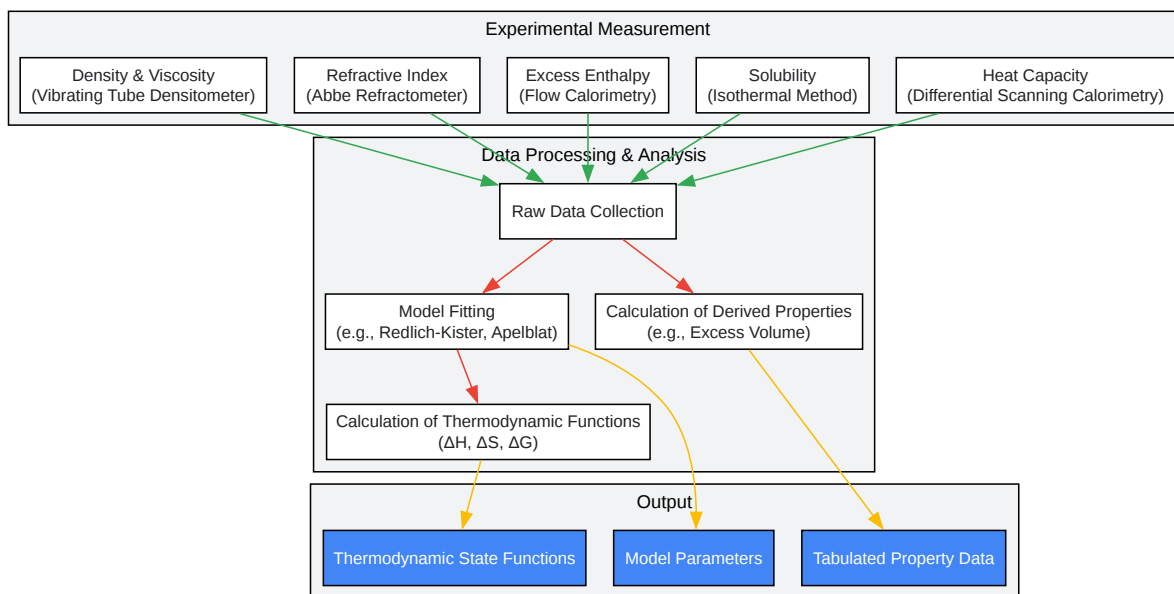 Experimental Measurement
Density & Viscosity
(Vibrating Tube Densitometer)
Refractive Index
(Abbe Refractometer)
Excess Enthalpy
(Flow Calorimetry)
Solubility
(Isothermal Method)
Heat Capacity
(Differential Scanning Calorimetry)
Data Processing & Analysis
Raw Data Collection
Model Fitting
(e.g., Redlich-Kister, Apelblat)
Calculation of Derived Properties
(e.g., Excess Volume)
Calculation of Thermodynamic Functions
(ΔH, ΔS, ΔG)
Output
Thermodynamic State Functions
Model Parameters
Tabulated Property Data